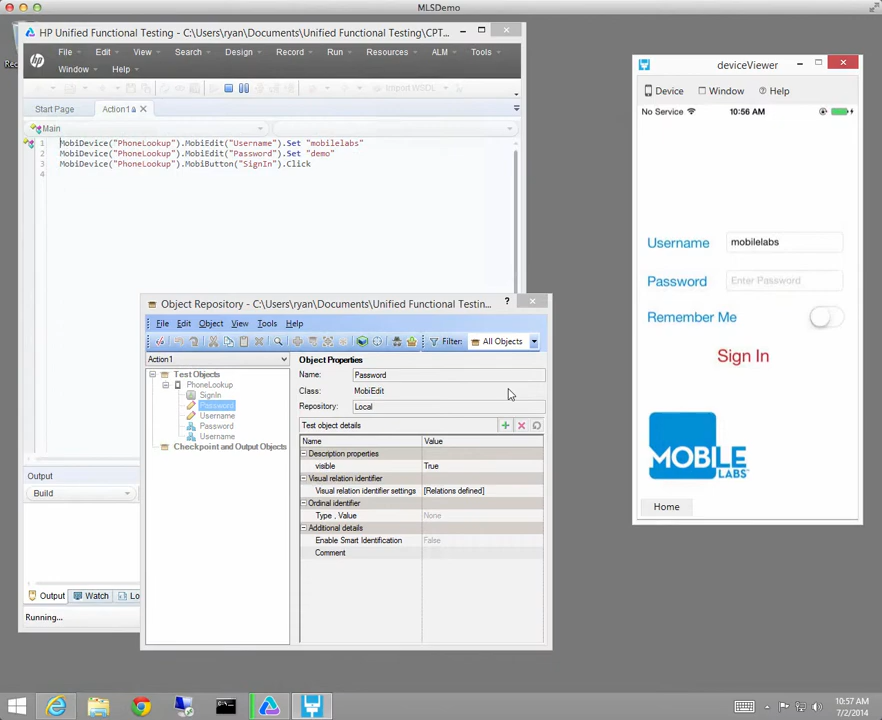 MLSDemo
HP Unified Functional Testing - C:\Users\ryan\Documents\Unified Functional Testing\CPT...
File Edit View Search Design Record Run Resources ALM Tools
Window Help
Import WSDL
Start Page Action1
Main
1 MobiDevice("PhoneLookup").MobiEdit("Username").Set "mobilelabs"
2 MobiDevice("PhoneLookup").MobiEdit("Password").Set "demo"
3 MobiDevice("PhoneLookup").MobiButton("SignIn").Click
4
Output
Build
Output Watch Lo
Running...
Object Repository - C:\Users\ryan\Documents\Unified Functional Testin...
?
File Edit Object View Tools Help
Filter: All Objects
Action1
Test Objects
PhoneLookup
SignIn
Password
Username
Password
Username
Checkpoint and Output Objects
Object Properties
Name: Password
Class: MobiEdit
Repository: Local
Test object details
Name Value
Description properties
visible True
Visual relation identifier
Visual relation identifier settings [Relations defined]
Ordinal identifier
Type , Value None
Additional details
Enable Smart Identification False
Comment
deviceViewer
Device Window Help
No Service 10:56 AM
Username mobilelabs
Password Enter Password
Remember Me
Sign In
MOBILE
LABS
Home
10:57 AM
7/2/2014